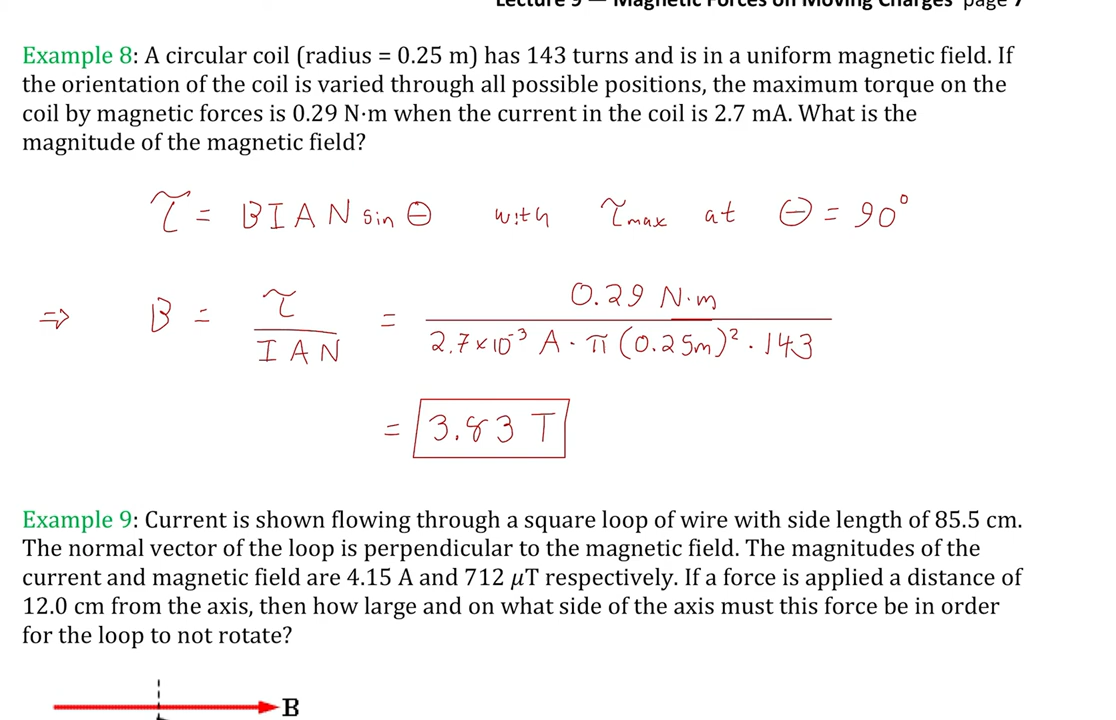 Lecture 9 — Magnetic Forces on Moving Charges page 7
Example 8: A circular coil (radius = 0.25 m) has 143 turns and is in a uniform magnetic field. If
the orientation of the coil is varied through all possible positions, the maximum torque on the
coil by magnetic forces is 0.29 N·m when the current in the coil is 2.7 mA. What is the
magnitude of the magnetic field?
τ = BIAN sin Θ with τmax at Θ = 90°
⇒ B = τ / IAN = 0.29 N·m / 2.7×10⁻³ A · π (0.25m)² · 143
= 3.83 T
Example 9: Current is shown flowing through a square loop of wire with side length of 85.5 cm.
The normal vector of the loop is perpendicular to the magnetic field. The magnitudes of the
current and magnetic field are 4.15 A and 712 μT respectively. If a force is applied a distance of
12.0 cm from the axis, then how large and on what side of the axis must this force be in order
for the loop to not rotate?
B